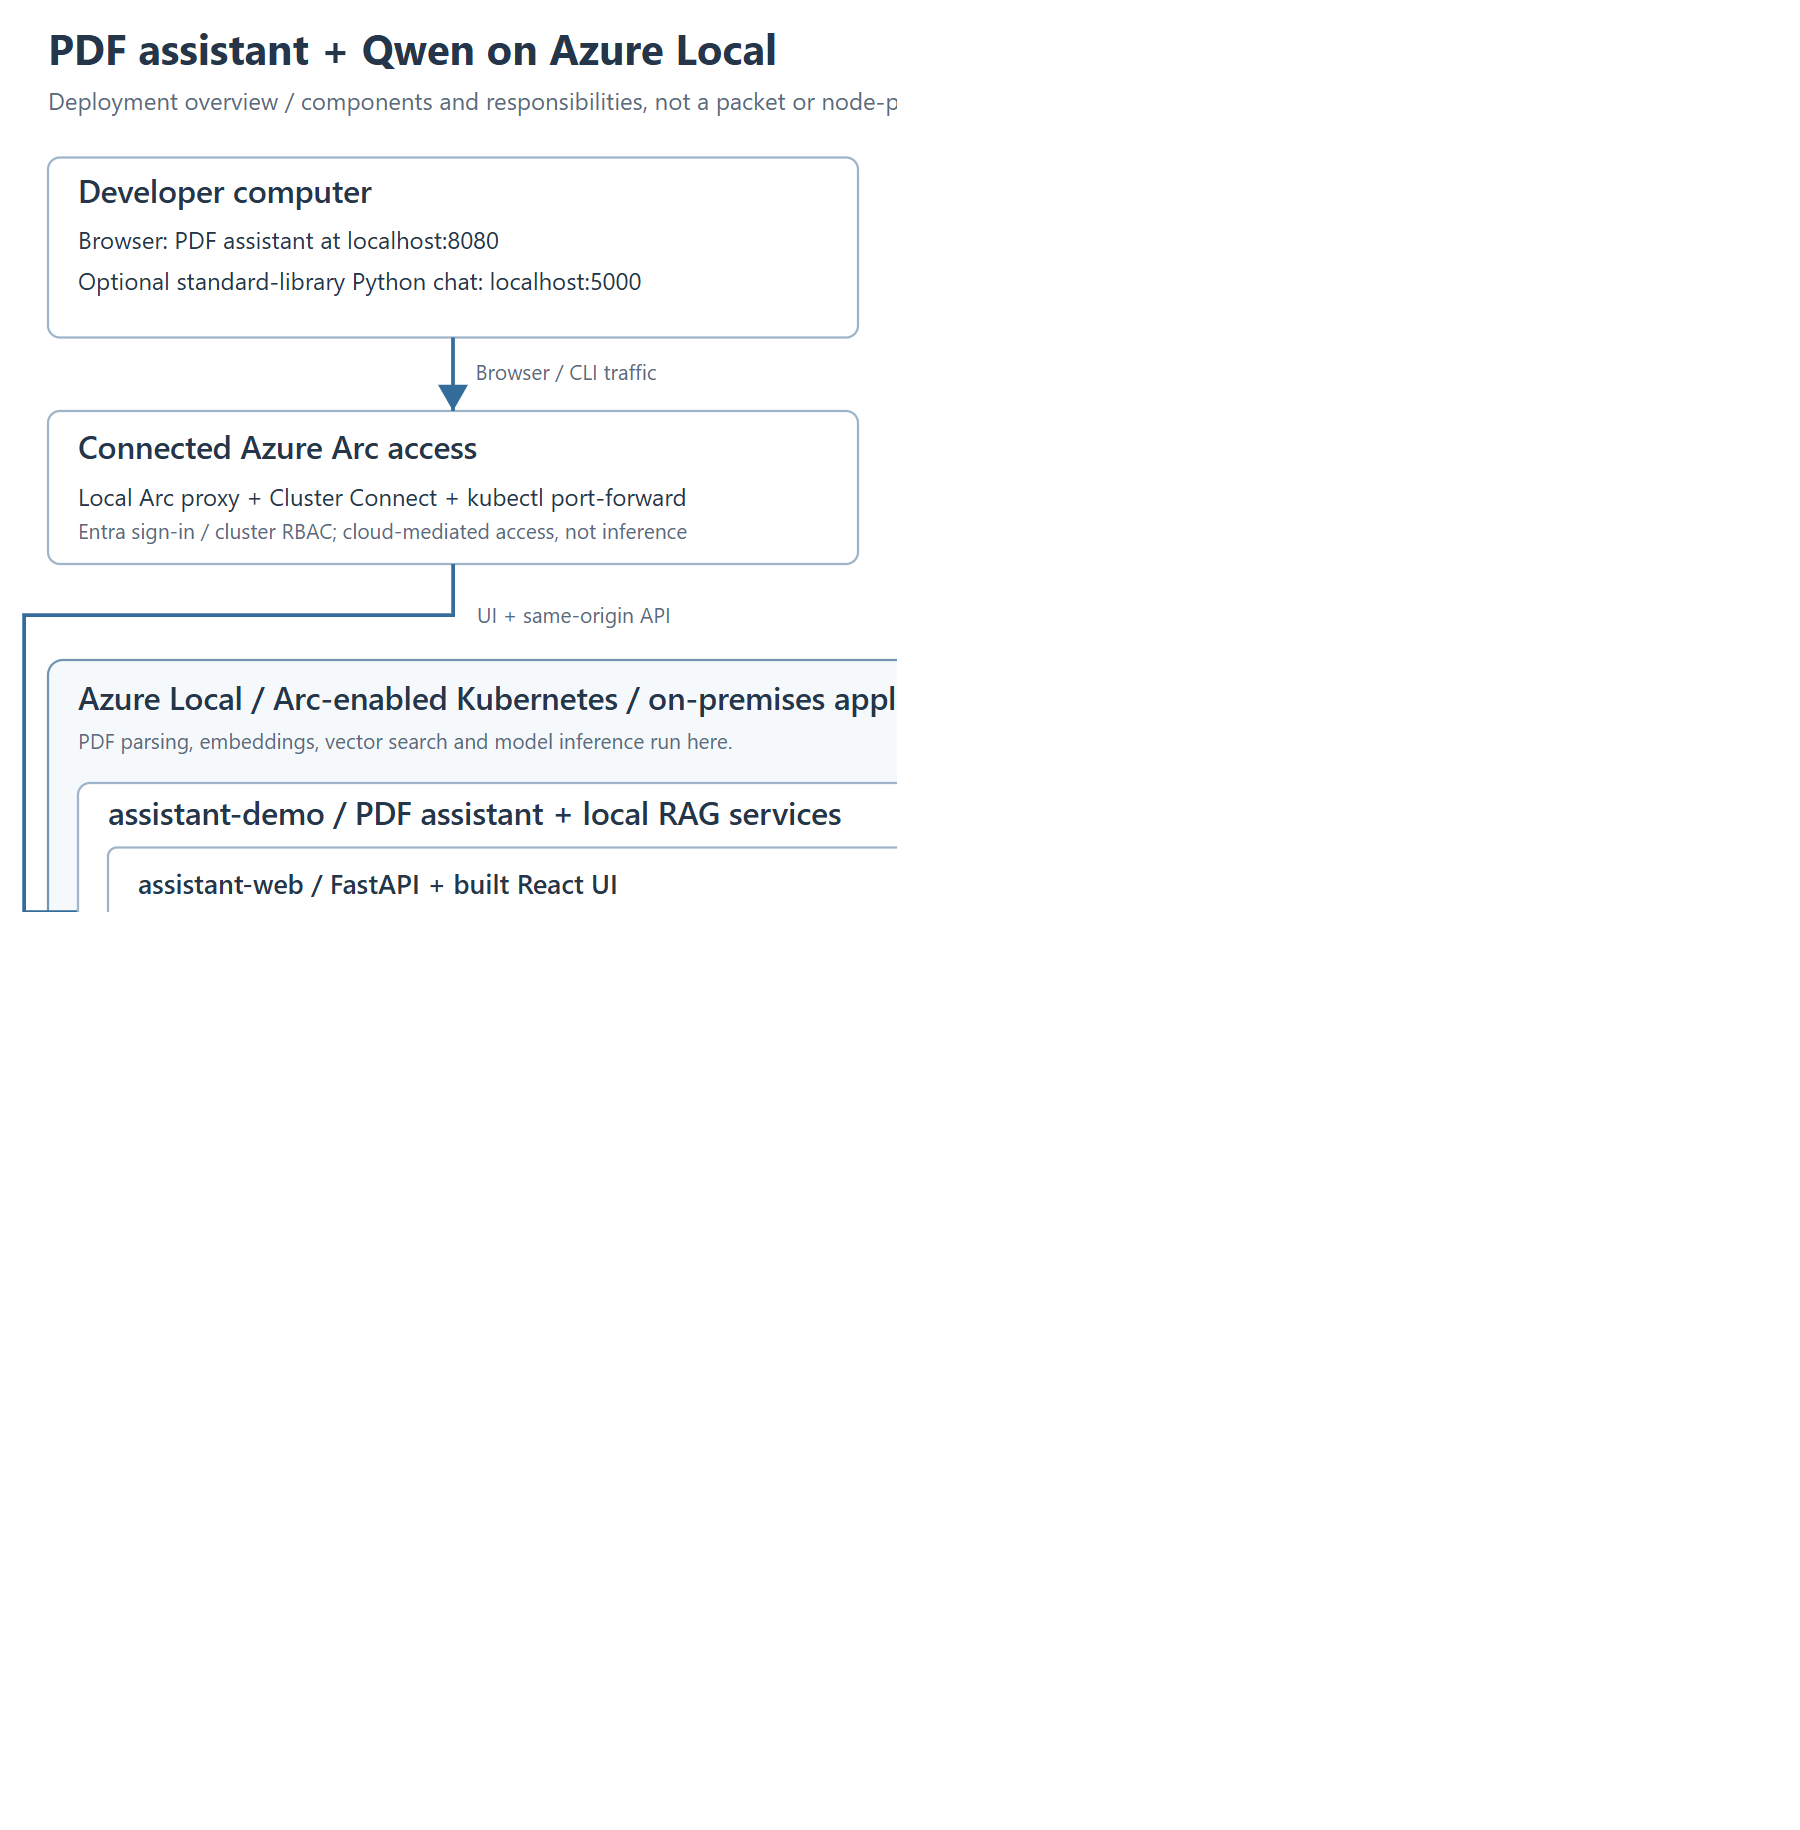 PDF assistant + Qwen on Azure Local
Deployment overview / components and responsibilities, not a packet or node-p
Developer computer
Browser: PDF assistant at localhost:8080
Optional standard-library Python chat: localhost:5000
Browser / CLI traffic
Connected Azure Arc access
Local Arc proxy + Cluster Connect + kubectl port-forward
Entra sign-in / cluster RBAC; cloud-mediated access, not inference
UI + same-origin API
Azure Local / Arc-enabled Kubernetes / on-premises appl
PDF parsing, embeddings, vector search and model inference run here.
assistant-demo / PDF assistant + local RAG services
assistant-web / FastAPI + built React UI